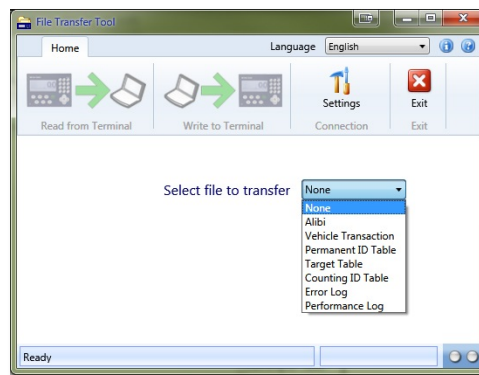 File Transfer Tool
Home
Language English
Read from Terminal
Write to Terminal
Settings
Connection
Exit
Exit
Select file to transfer None
None
Alibi
Vehicle Transaction
Permanent ID Table
Target Table
Counting ID Table
Error Log
Performance Log
Ready